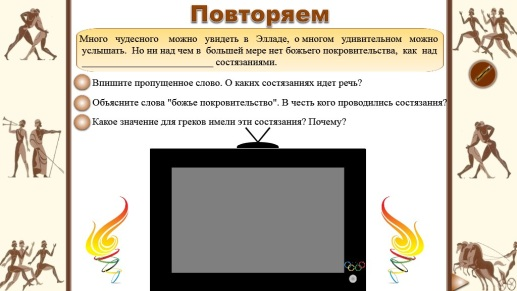 Повторяем
Много чудесного можно увидеть в Элладе, о многом удивительном можно
услышать. Но ни над чем в большей мере нет божьего покровительства, как над
___________________________ состязаниями.
Впишите пропущенное слово. О каких состязаниях идет речь?
Объясните слова "божье покровительство". В честь кого проводились состязания?
Какое значение для греков имели эти состязания? Почему?